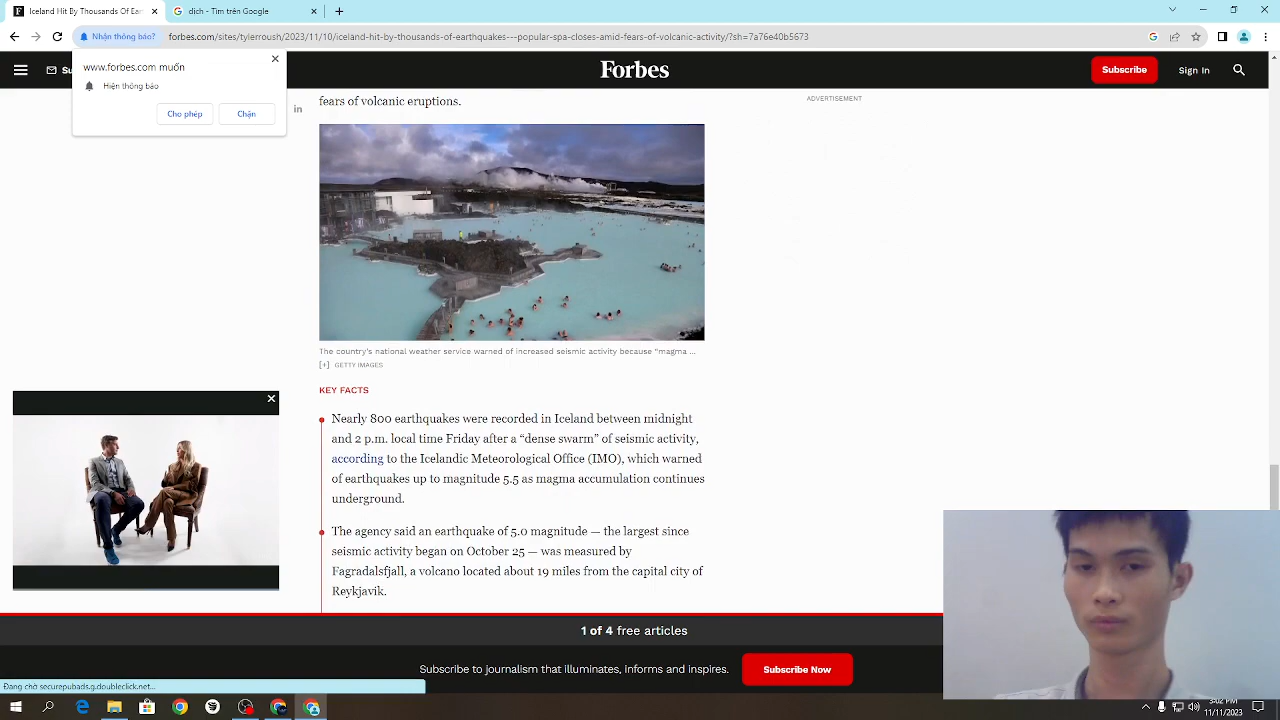 Iceland Hit By Thousands Of Ear
dich - Tìm trên Google
Nhận thông báo?
forbes.com/sites/tylerroush/2023/11/10/iceland-hit-by-thousands-of-earthquakes---popular-spa-closes-amid-fears-of-volcanic-activity/?sh=7a76e40b5673
www.forbes.com muốn
Hiện thông báo
Cho phép
Chặn
Su
Forbes
Subscribe
Sign In
in
fears of volcanic eruptions.
ADVERTISEMENT
The country's national weather service warned of increased seismic activity because "magma ...
[+] GETTY IMAGES
KEY FACTS
Nearly 800 earthquakes were recorded in Iceland between midnight
and 2 p.m. local time Friday after a “dense swarm” of seismic activity,
according to the Icelandic Meteorological Office (IMO), which warned
of earthquakes up to magnitude 5.5 as magma accumulation continues
underground.
The agency said an earthquake of 5.0 magnitude — the largest since
seismic activity began on October 25 — was measured by
Fagradalsfjall, a volcano located about 19 miles from the capital city of
Reykjavik.
1 of 4 free articles
Subscribe to journalism that illuminates, informs and inspires.
Subscribe Now
Đang chờ securepubads.g.doubleclick.net...
3:02 PM
11/11/2023